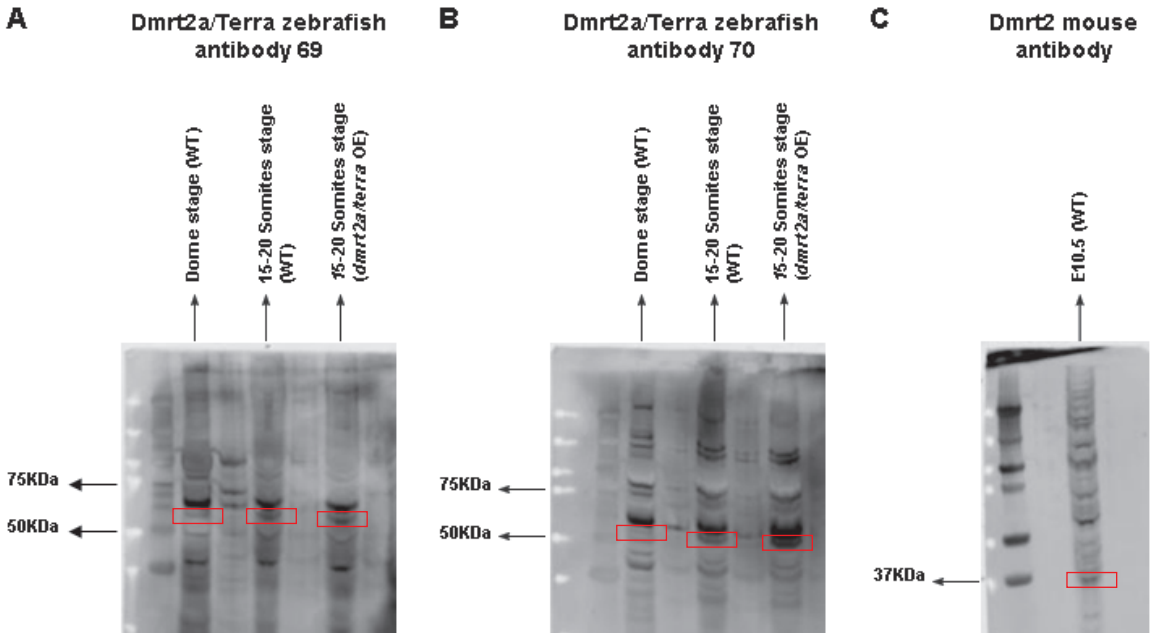 A
Dmrt2a/Terra zebrafish
antibody 69
Dome stage (WT)
15-20 Somites stage
(WT)
15-20 Somites stage
(dmrt2a/terra OE)
75KDa
50KDa
B
Dmrt2a/Terra zebrafish
antibody 70
Dome stage (WT)
15-20 Somites stage
(WT)
15-20 Somites stage
(dmrt2a/terra OE)
75KDa
50KDa
C
Dmrt2 mouse
antibody
E10.5 (WT)
37KDa